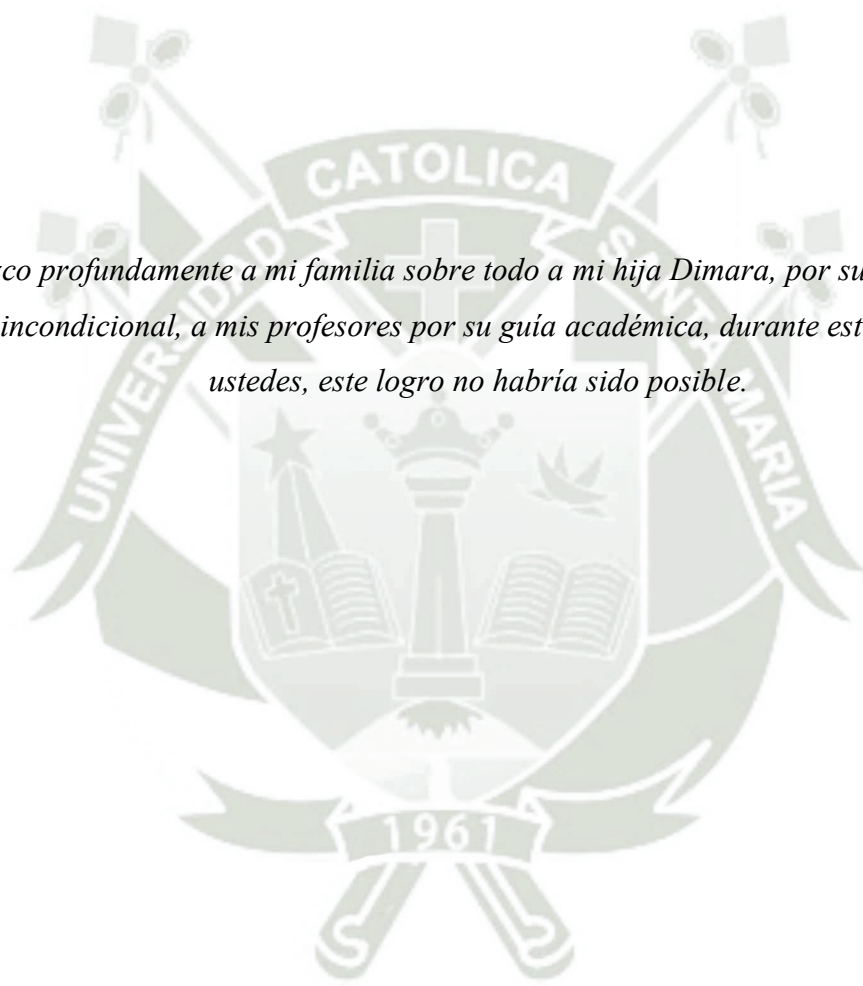 CATOLICA
UNIVERSIDAD
SANTA MARIA
co profundamente a mi familia sobre todo a mi hija Dimara, por su
incondicional, a mis profesores por su guía académica, durante est
ustedes, este logro no habría sido posible.
1961